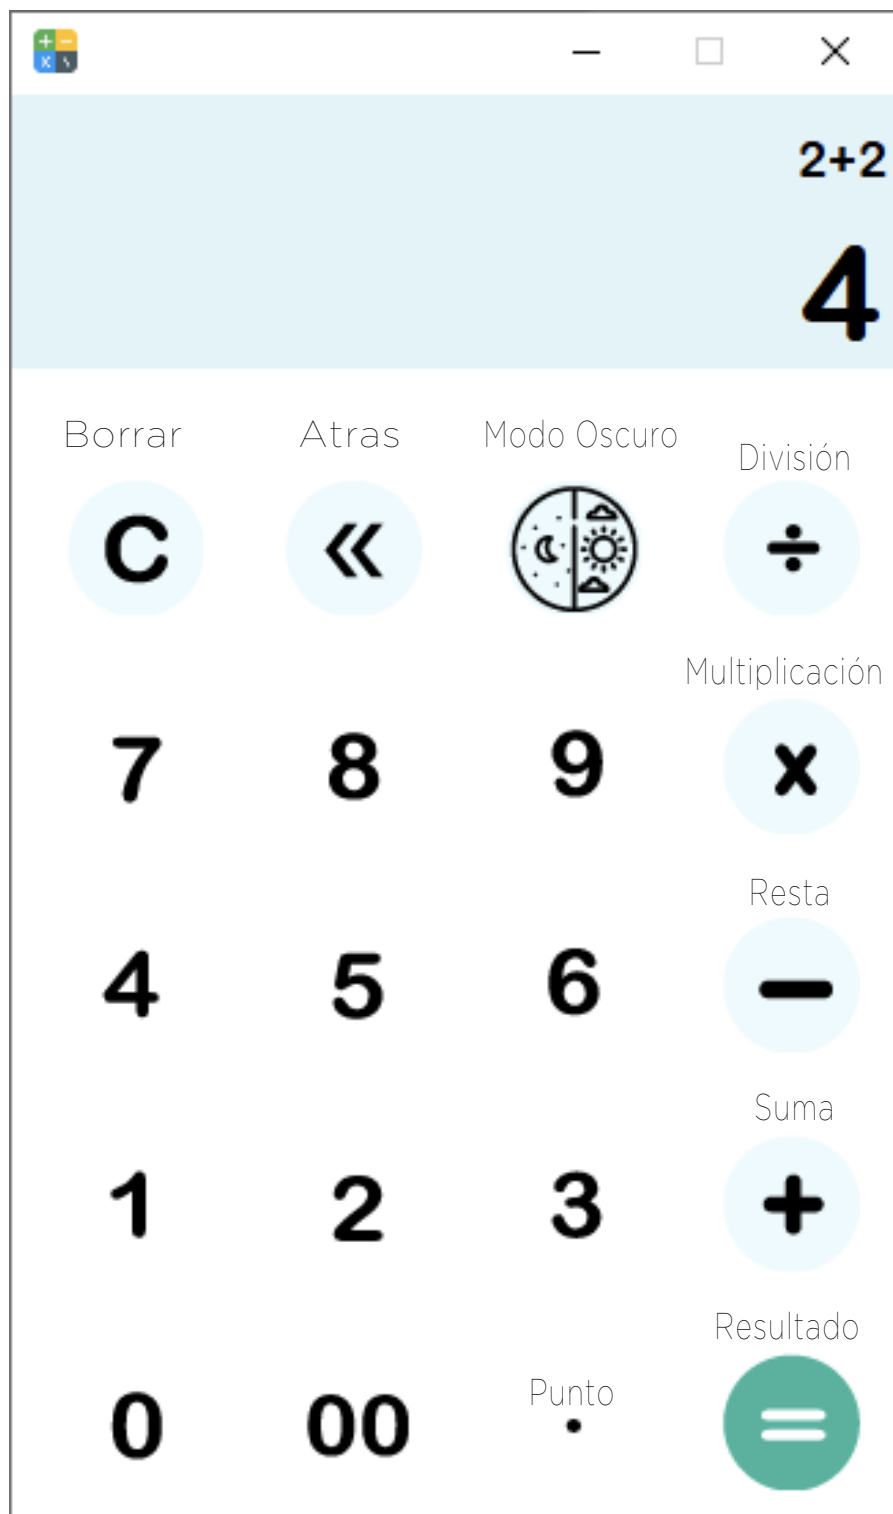 2+2
4
Borrar Atras Modo Oscuro División
C « ÷
Multiplicación
7 8 9 x
Resta
4 5 6 −
Suma
1 2 3 +
Resultado
Punto
0 00 . =